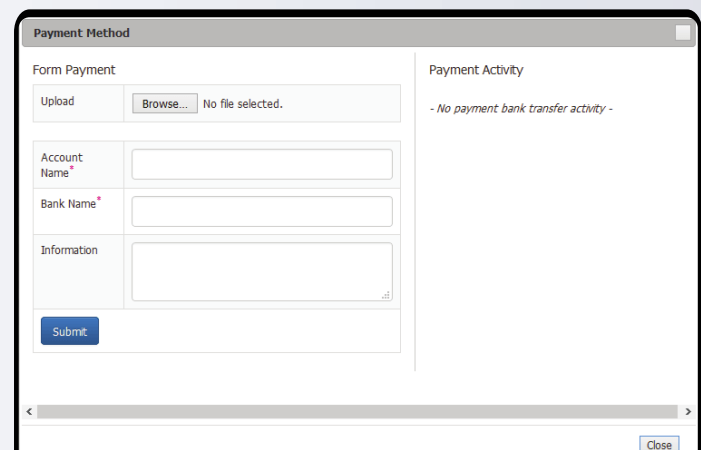 Payment Method
Form Payment
Payment Activity
Upload
Browse... No file selected.
- No payment bank transfer activity -
Account
Name*
Bank Name*
Information
Submit
Close